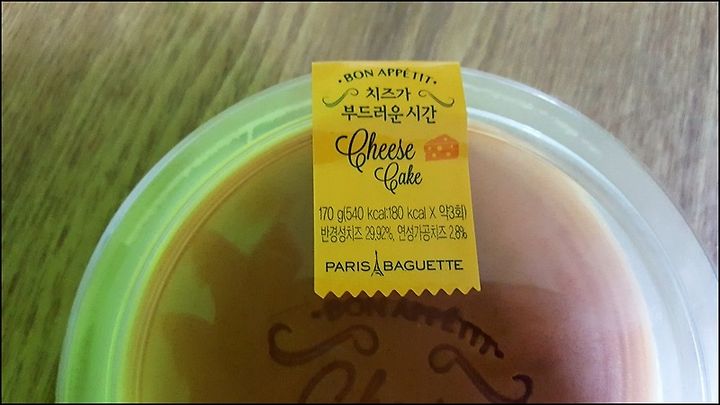 ·BON APPÉTIT·
치즈가
부드러운 시간
Cheese
Cake
170 g(540 kcal:180 kcal X 약3회)
반경성치즈 29.92%, 연성가공치즈 2.8%
PARIS BAGUETTE
·BON APPÉTIT·